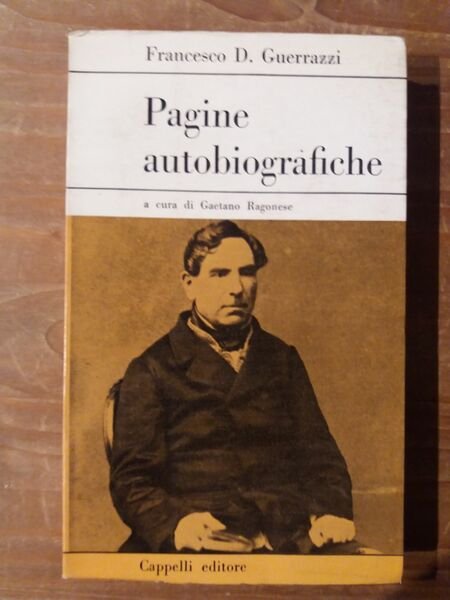 Francesco D. Guerrazzi
Pagine
autobiografiche
a cura di Gaetano Ragonese
Cappelli editore